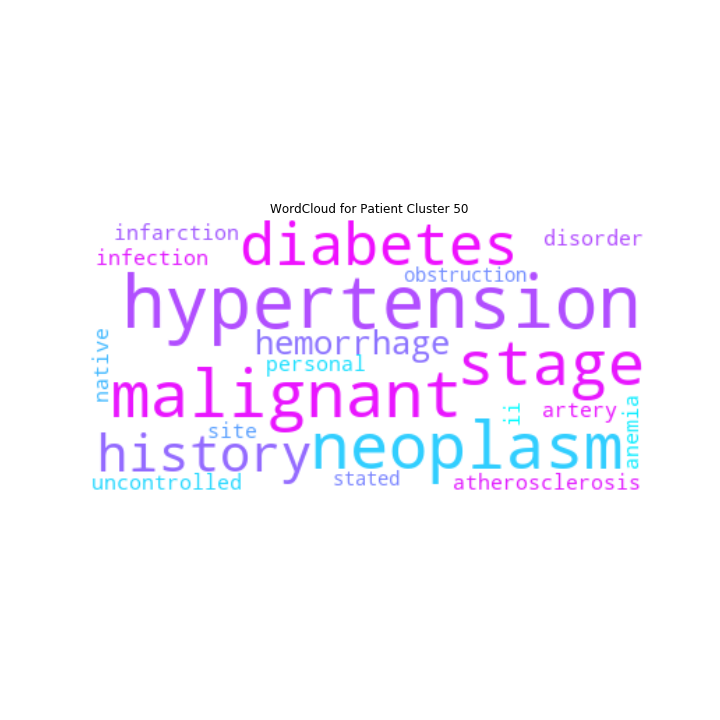 WordCloud for Patient Cluster 50
infarction
diabetes
disorder
infection
obstruction
hypertension
hemorrhage
native
personal
stage
malignant
ii
artery
anemia
site
history
neoplasm
uncontrolled
stated
atherosclerosis